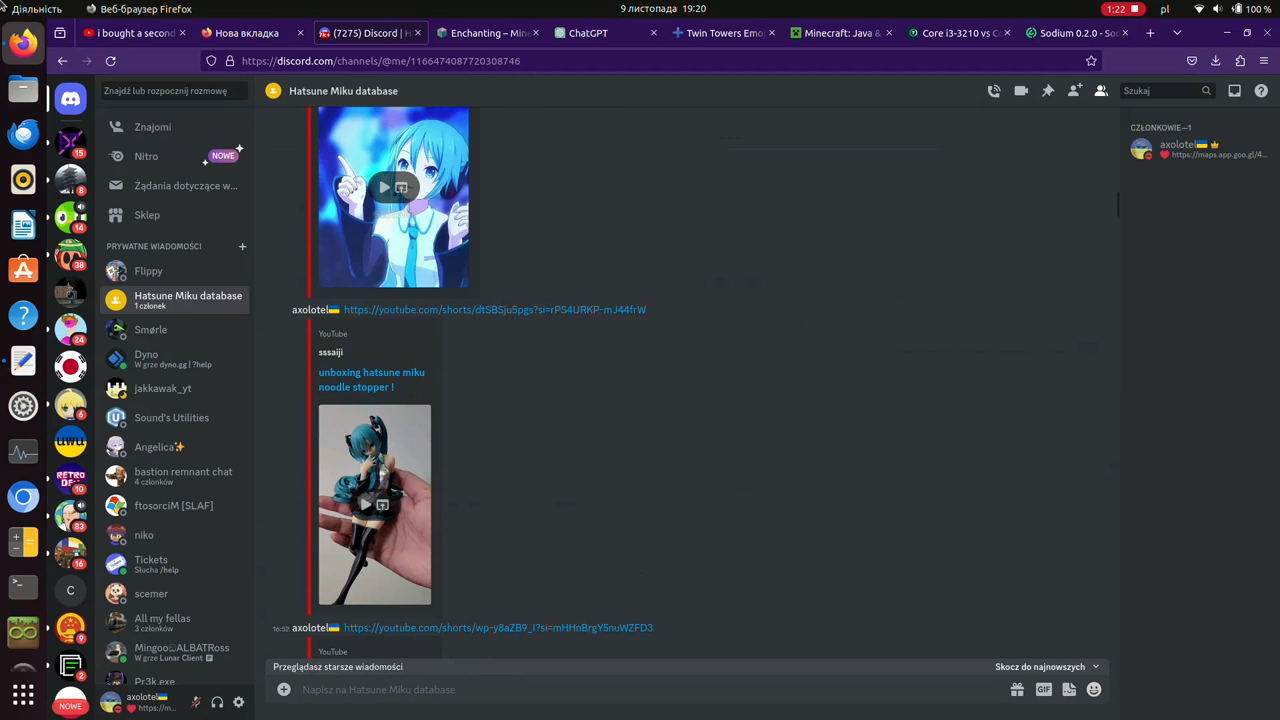 Діяльність
Веб-браузер Firefox
9 листопада 19:20
1:22
pl
100 %
i bought a second
Нова вкладка
(7275) Discord | H
Enchanting – Mine
ChatGPT
Twin Towers Emoj
Minecraft: Java &
Core i3-3210 vs Co
Sodium 0.2.0 - Soc
https://discord.com/channels/@me/1166474087720308746
Znajdź lub rozpocznij rozmowę
Hatsune Miku database
Szukaj
Znajomi
Nitro
NOWE
Żądania dotyczące w...
Sklep
PRYWATNE WIADOMOŚCI
Flippy
Hatsune Miku database
1 członek
Smørle
Dyno
W grze dyno.gg | ?help
jakkawak_yt
Sound's Utilities
Angelica✨
bastion remnant chat
4 członków
ftosorciM [SLAF]
niko
Tickets
Słucha /help
scemer
All my fellas
3 członków
W grze Lunar Client
Pr3k.exe
axolotel🇺🇦
https://m...
15
8
14
38
24
6
uwu
10
83
16
C
9
2
NOWE
axolotel🇺🇦 https://youtube.com/shorts/dtSBSju5pgs?si=rPS4URKP-mJ44frW
YouTube
sssaiji
unboxing hatsune miku
noodle stopper !
16:52 axolotel🇺🇦 https://youtube.com/shorts/wp-y8aZB9_I?si=mHHnBrgY5nuWZFD3
YouTube
Przeglądasz starsze wiadomości
Skocz do najnowszych
Napisz na Hatsune Miku database
GIF
CZŁONKOWIE—1
axolotel🇺🇦
https://maps.app.goo.gl/4...